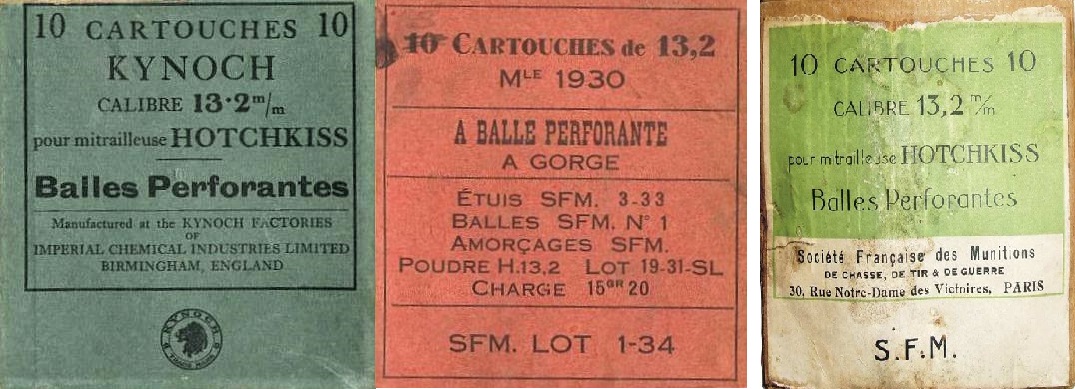 10 CARTOUCHES 10
KYNOCH
CALIBRE 13·2 m/m
pour mitrailleuse HOTCHKISS
Balles Perforantes
Manufactured at the KYNOCH FACTORIES
OF
IMPERIAL CHEMICAL INDUSTRIES LIMITED
BIRMINGHAM, ENGLAND
KYNOCH
10 CARTOUCHES de 13,2
MLE 1930
A BALLE PERFORANTE
A GORGE
ÉTUIS SFM. 3-33
BALLES SFM. N° 1
AMORÇAGES SFM.
POUDRE H.13,2 LOT 19-31-SL
CHARGE 15GR 20
SFM. LOT 1-34
10 CARTOUCHES 10
CALIBRE 13,2 m/m
pour mitrailleuse HOTCHKISS
Balles Perforantes
Société Française des Munitions
DE CHASSE, DE TIR & DE GUERRE
30, Rue Notre-Dame des Victoires, PARIS
S.F.M.